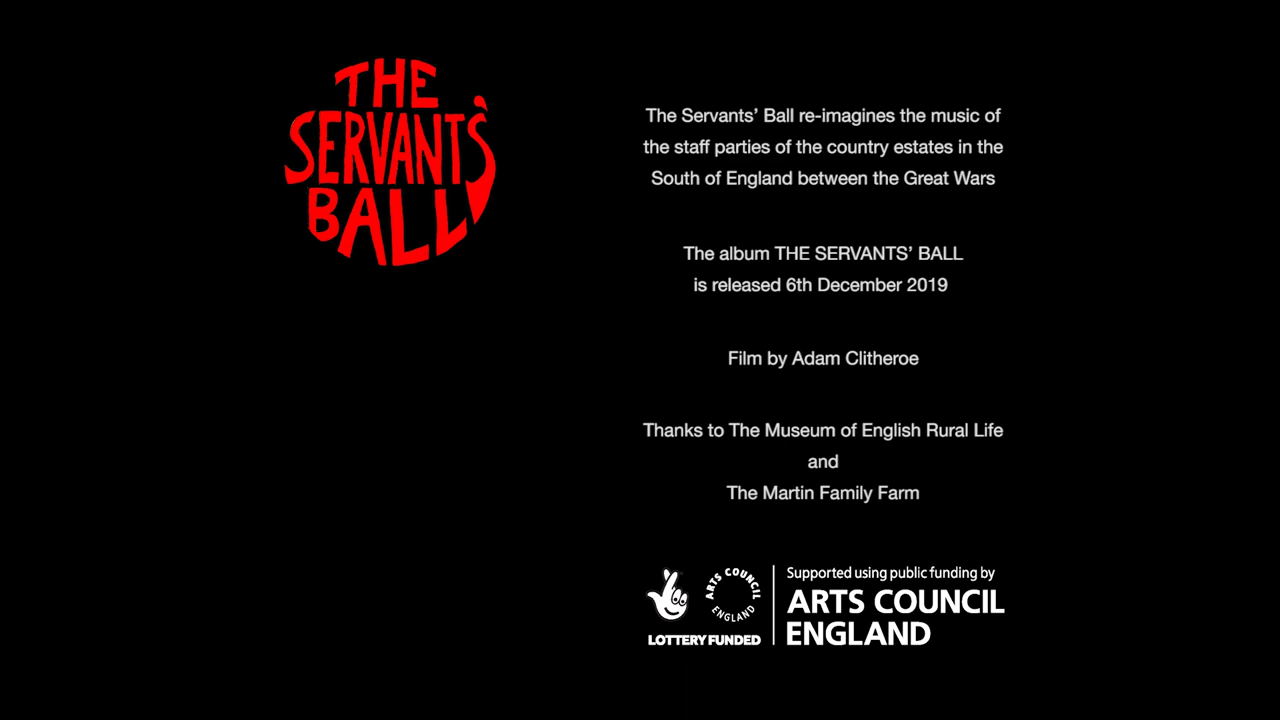 THE
SERVANTS'
BALL
The Servants’ Ball re-imagines the music of
the staff parties of the country estates in the
South of England between the Great Wars
The album THE SERVANTS’ BALL
is released 6th December 2019
Film by Adam Clitheroe
Thanks to The Museum of English Rural Life
and
The Martin Family Farm
LOTTERY FUNDED
ARTS COUNCIL
ENGLAND
Supported using public funding by
ARTS COUNCIL
ENGLAND